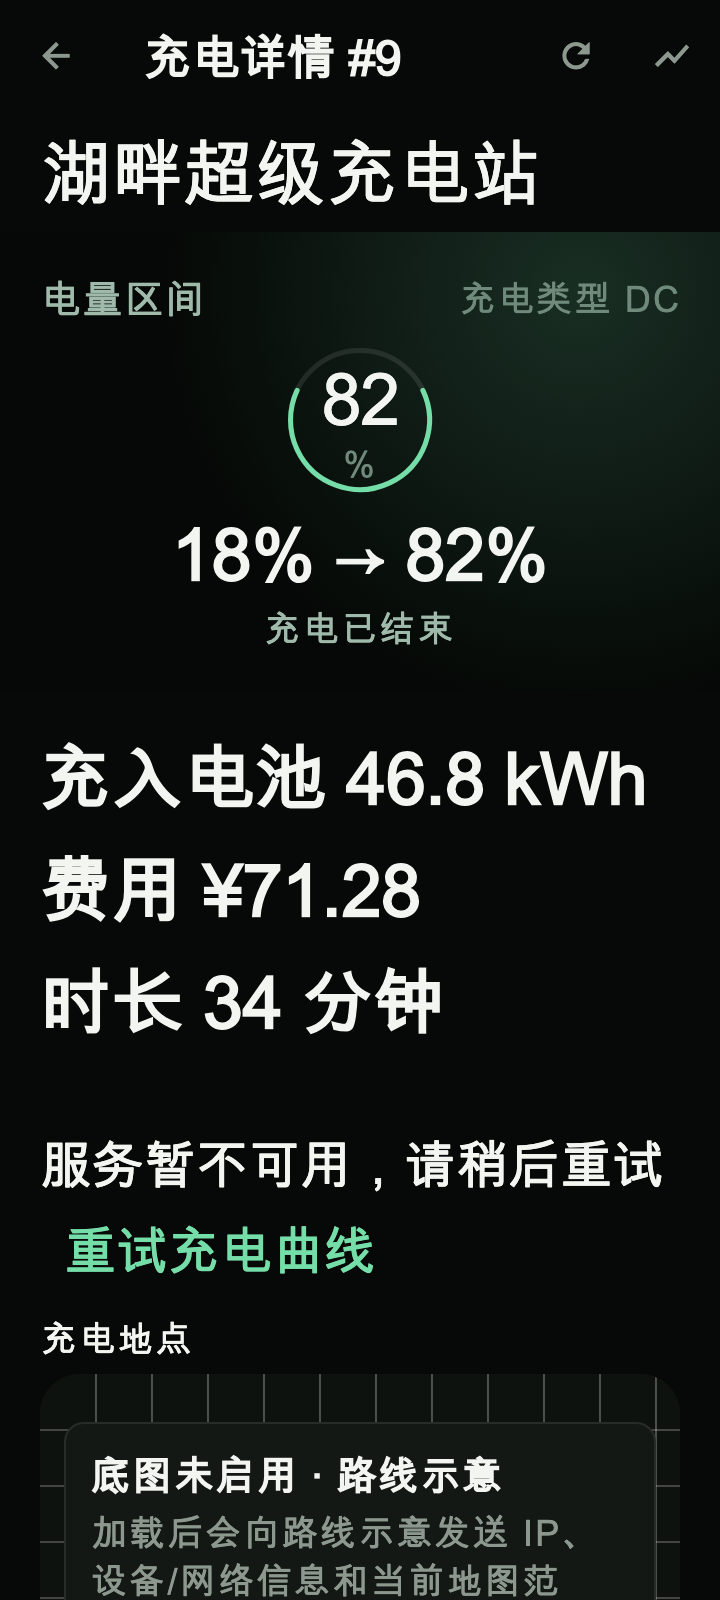 充电详情 #9
湖畔超级充电站
电量区间
充电类型 DC
82
%
18% → 82%
充电已结束
充入电池 46.8 kWh
费用 ¥71.28
时长 34 分钟
服务暂不可用，请稍后重试
重试充电曲线
充电地点
底图未启用 · 路线示意
加载后会向路线示意发送 IP、
设备/网络信息和当前地图范